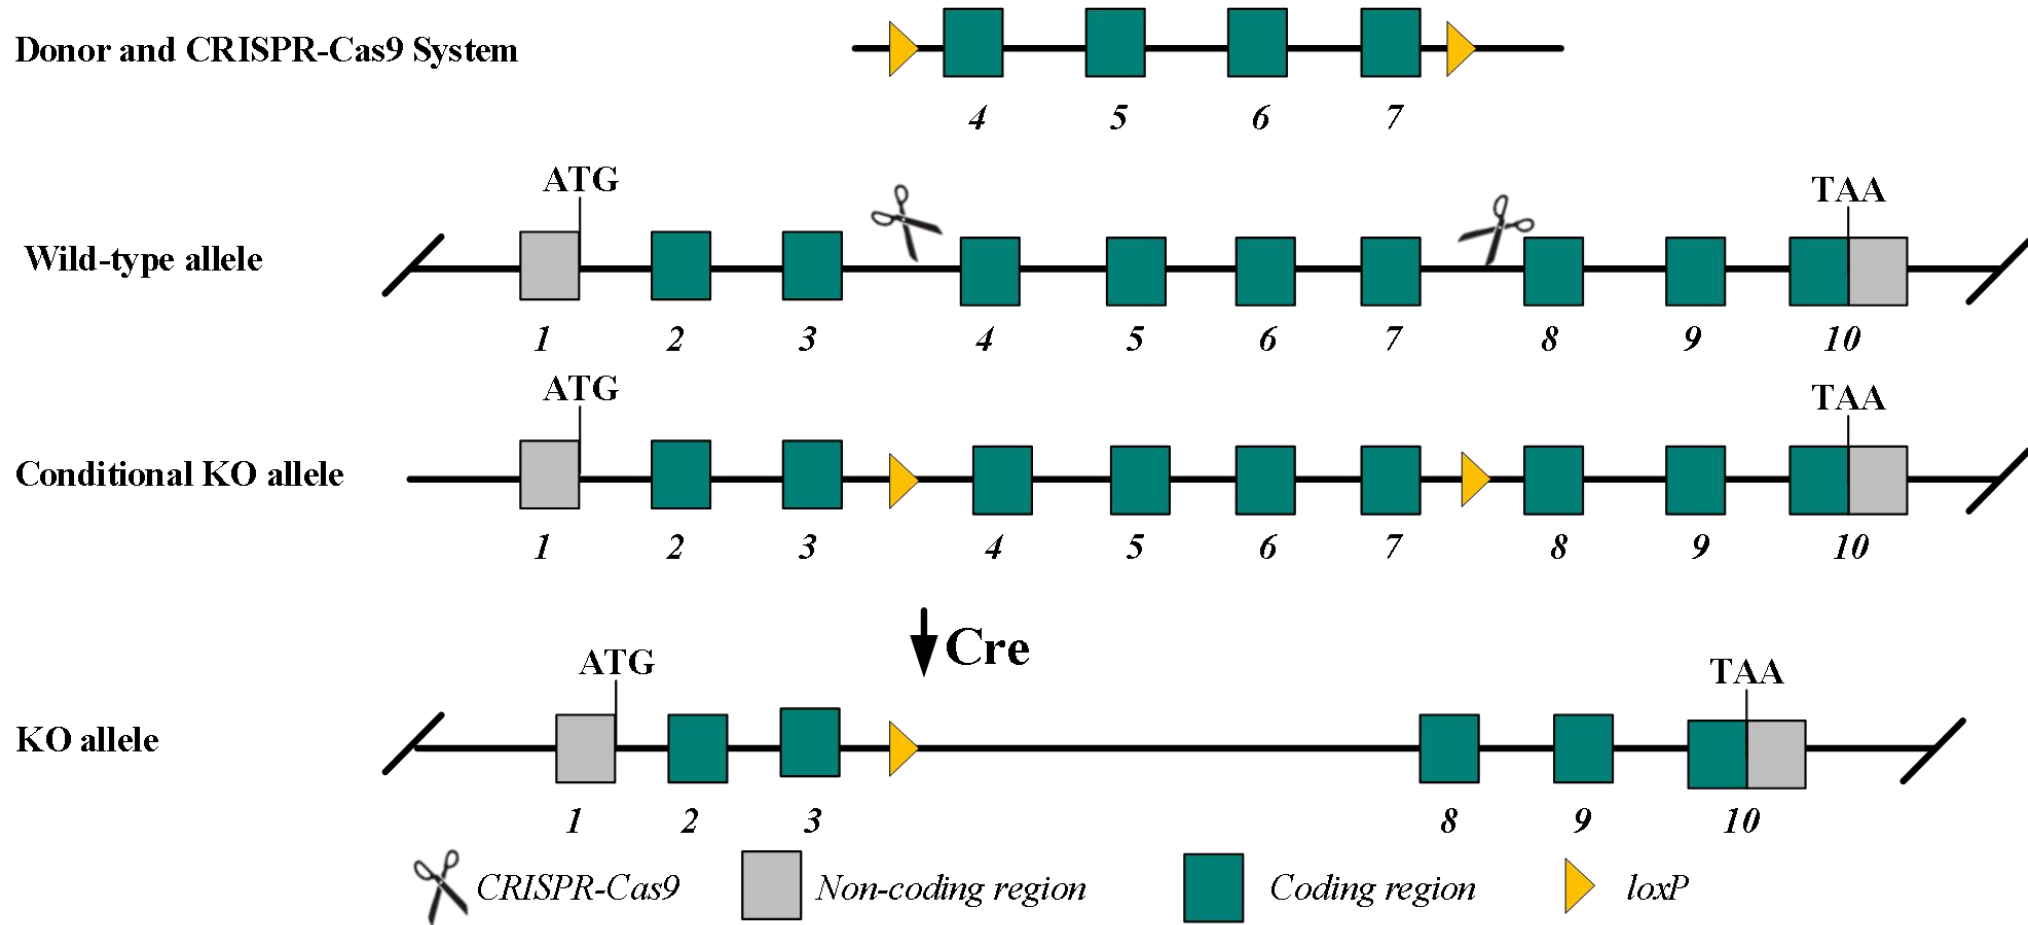 Donor and CRISPR-Cas9 System
4 5 6 7
ATG TAA
Wild-type allele
1 2 3 4 5 6 7 8 9 10
ATG TAA
Conditional KO allele
1 2 3 4 5 6 7 8 9 10
Cre
ATG TAA
KO allele
1 2 3 8 9 10
CRISPR-Cas9 Non-coding region Coding region loxP